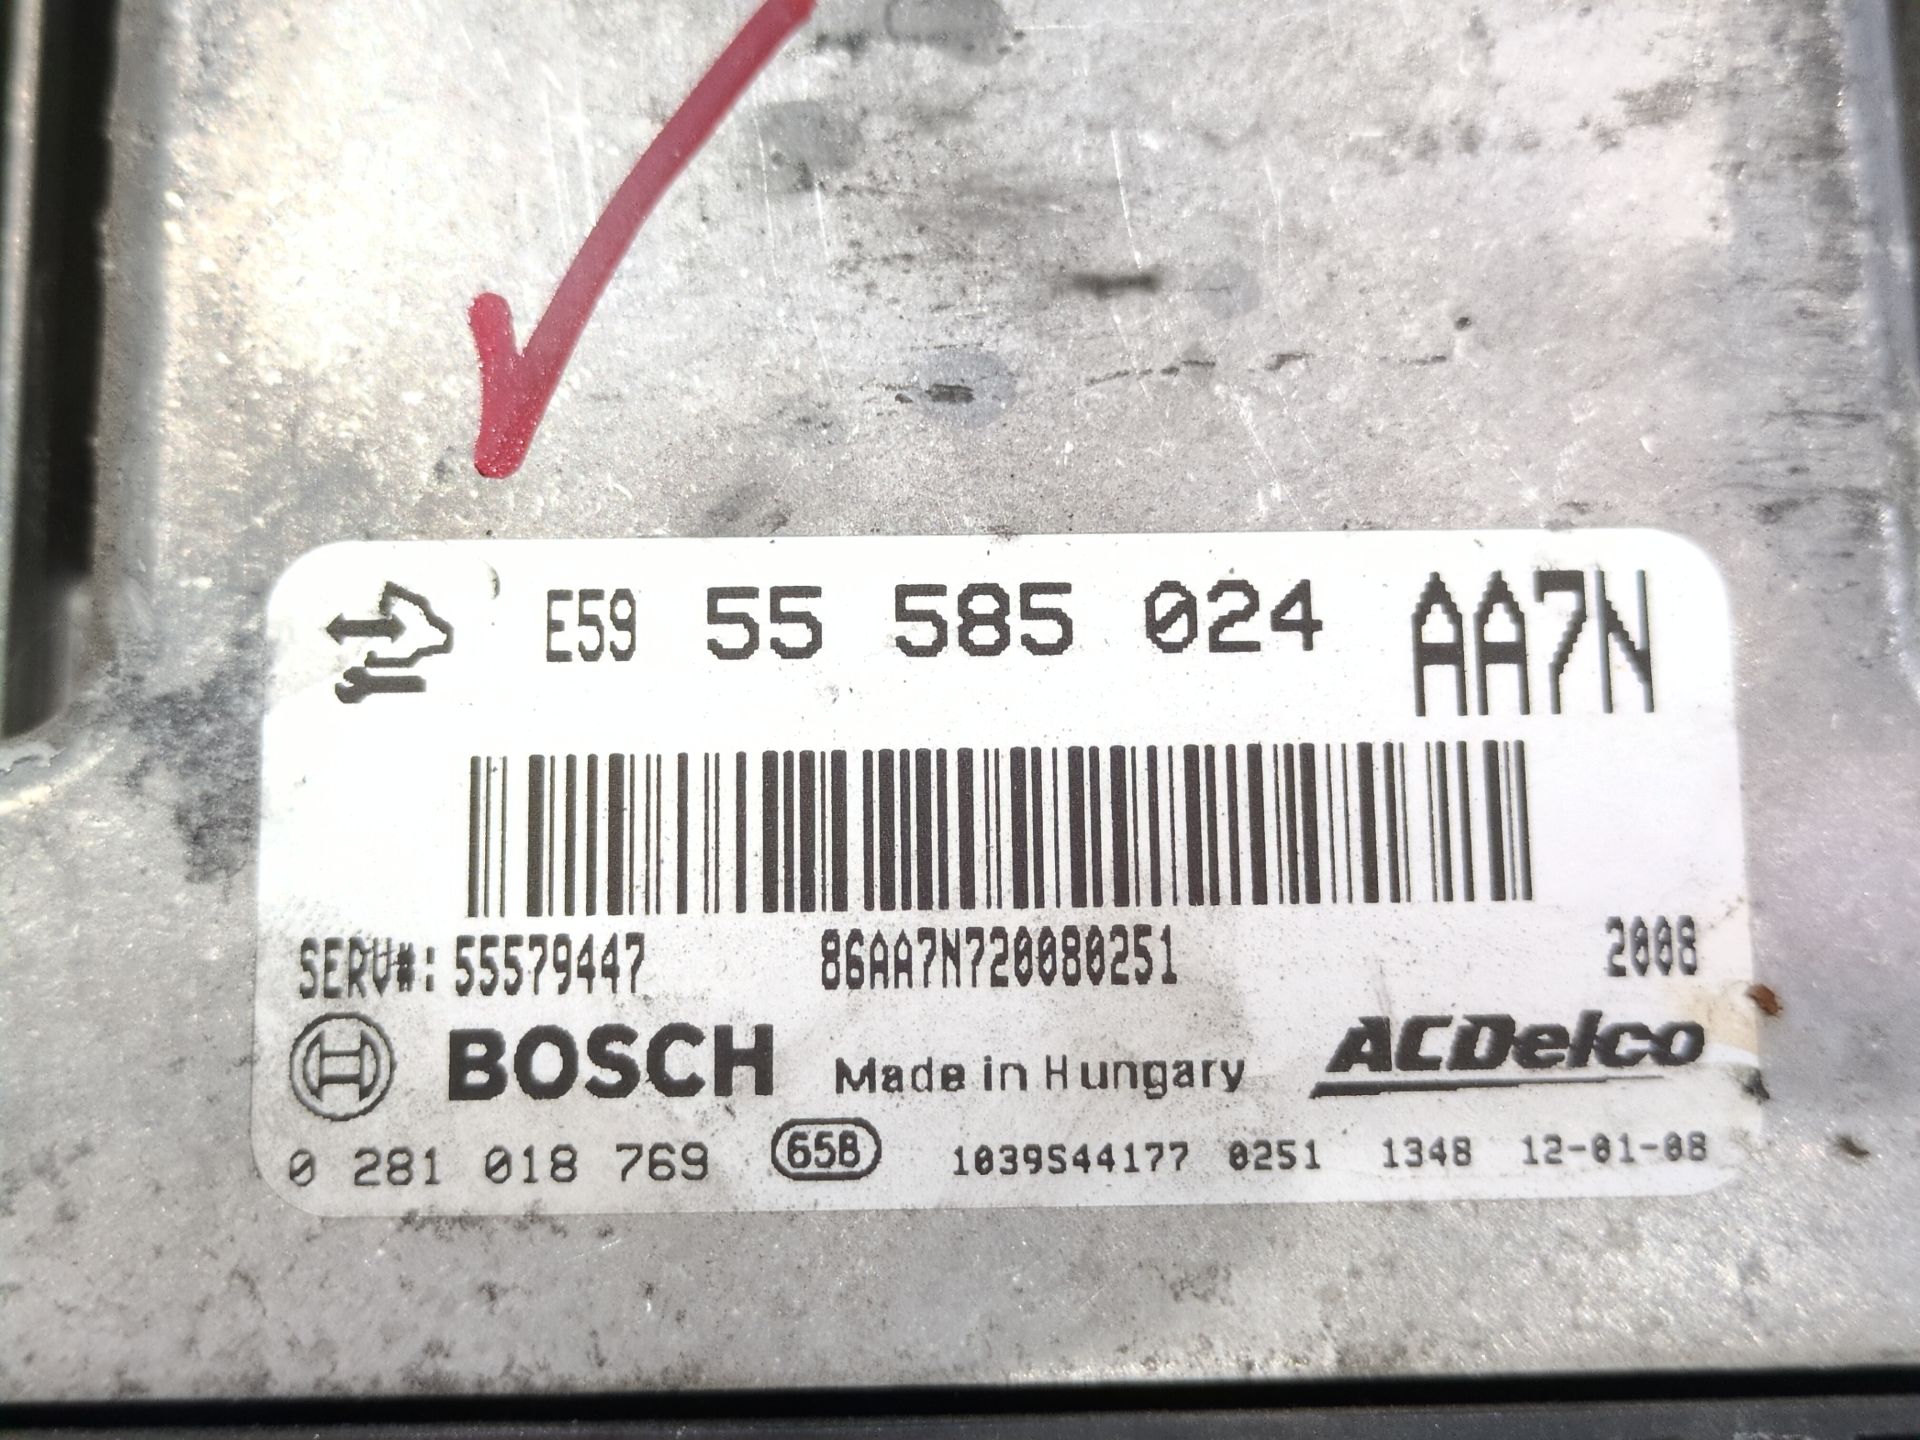 E59 55 585 024 AA7N
SERV#: 55579447 86AA7N720080251 2008
BOSCH Made in Hungary ACDelco
0 281 018 769 65B 1039S44177 0251 1348 12-01-08